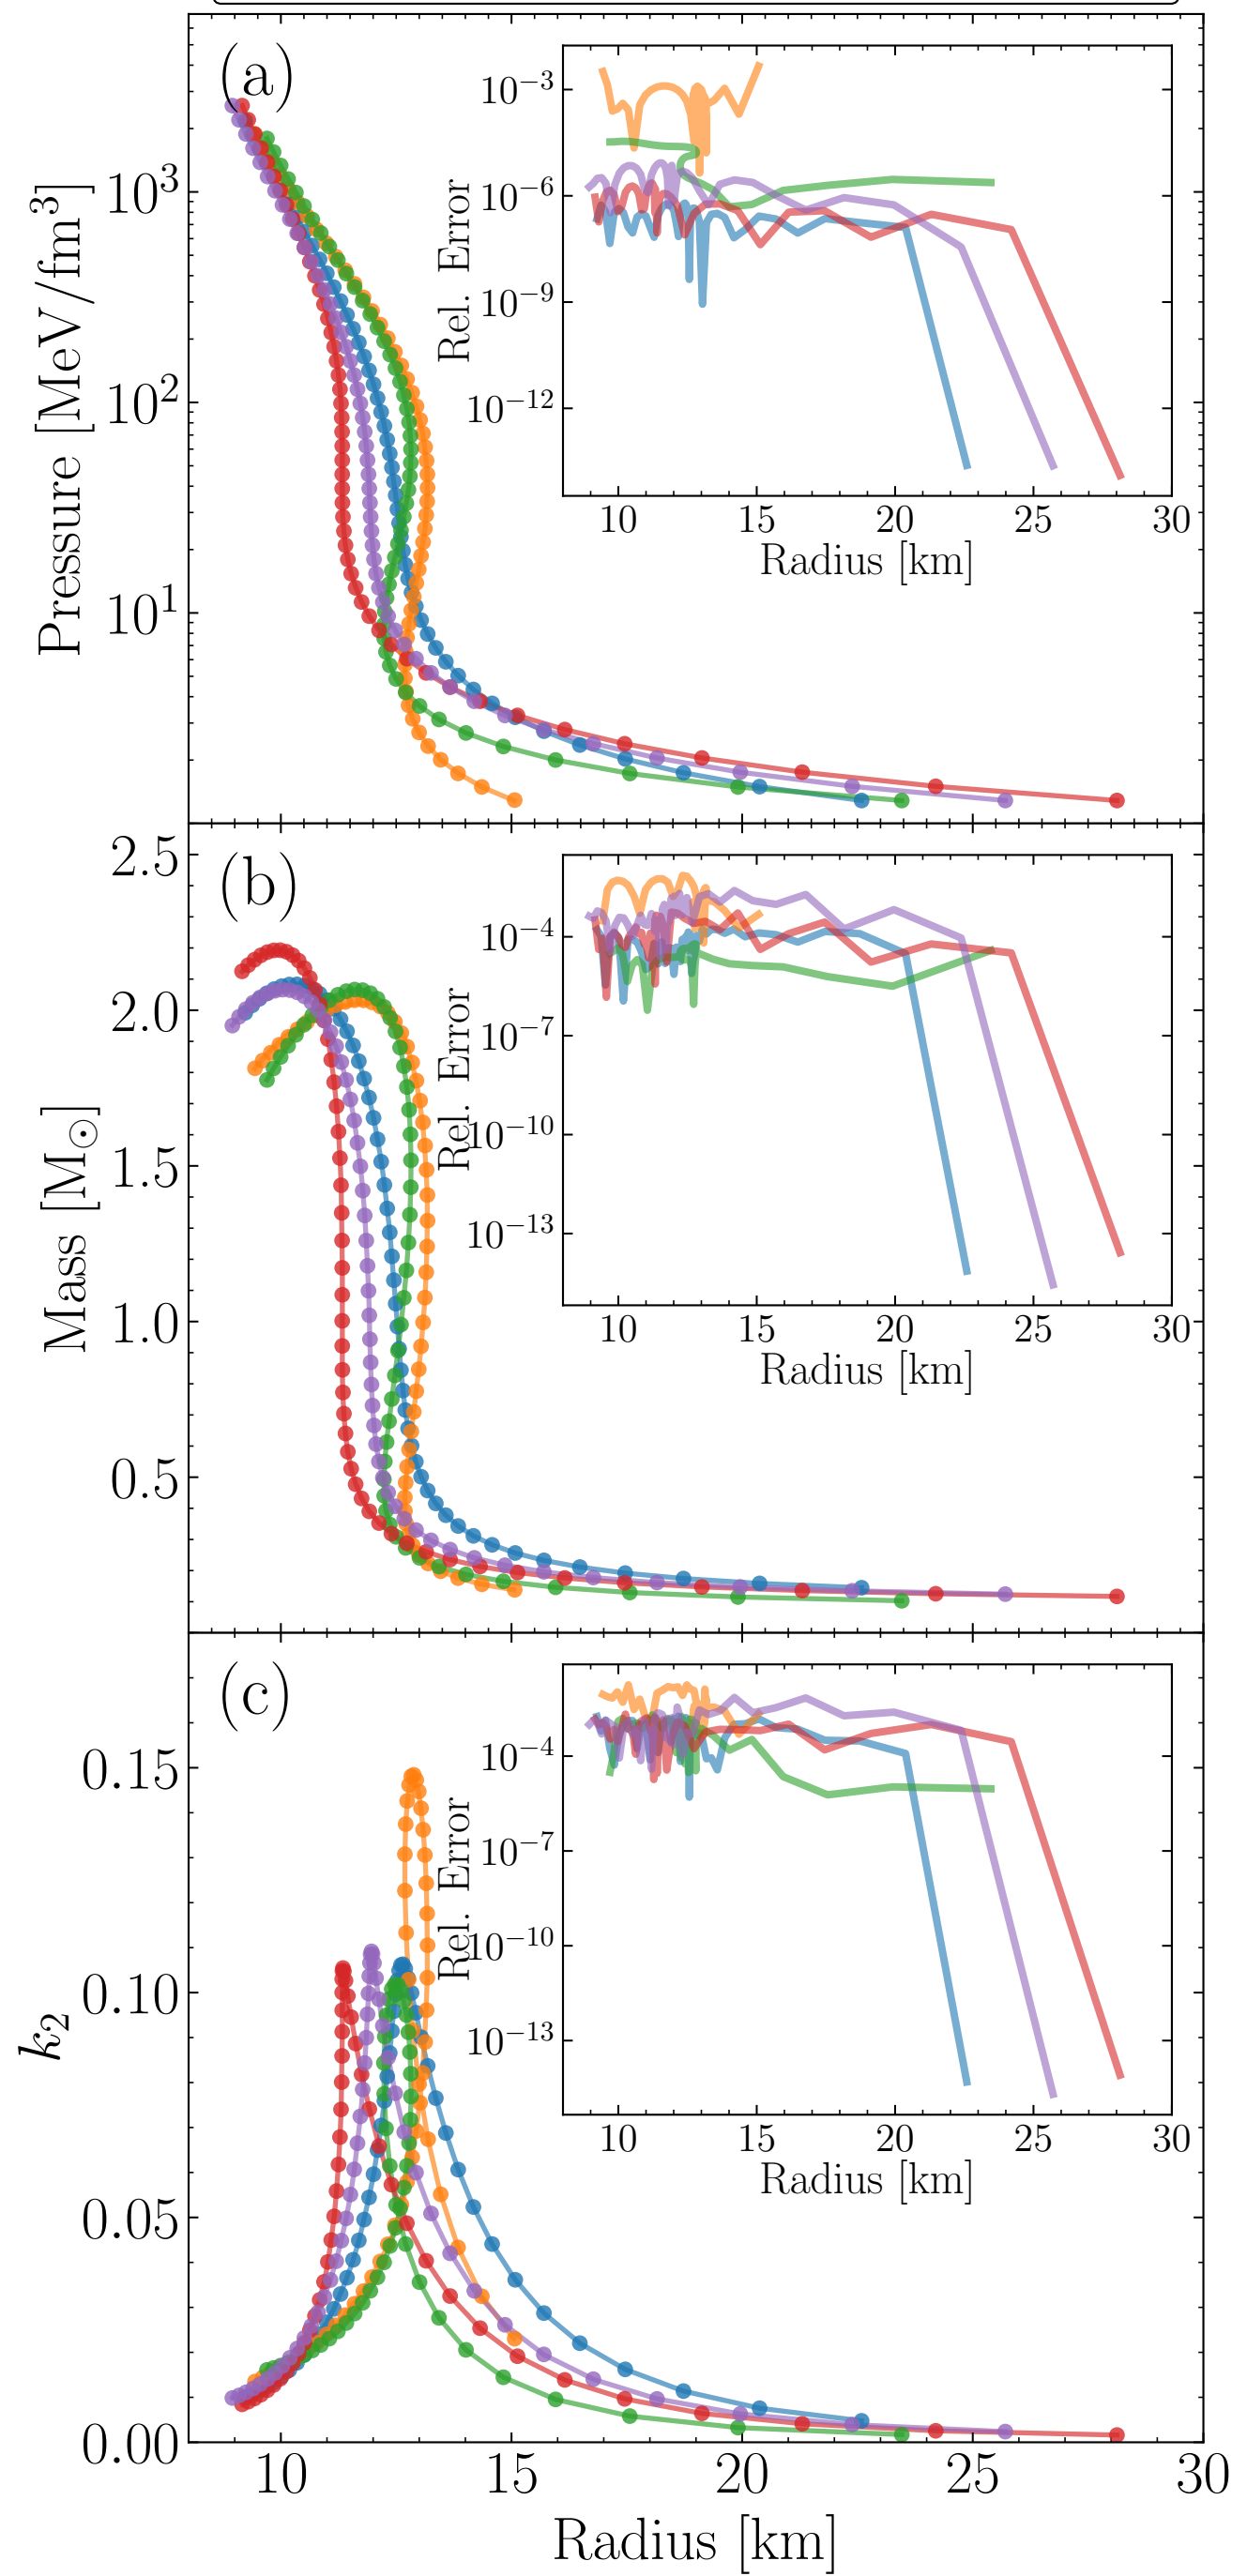 (a)
Pressure [MeV/fm³]
10³
10²
10¹
Rel. Error
10⁻³
10⁻⁶
10⁻⁹
10⁻¹²
10 15 20 25 30
Radius [km]
(b)
Mass [M⊙]
2.5
2.0
1.5
1.0
0.5
Rel. Error
10⁻⁴
10⁻⁷
10⁻¹⁰
10⁻¹³
10 15 20 25 30
Radius [km]
(c)
k₂
0.15
0.10
0.05
0.00
Rel. Error
10⁻⁴
10⁻⁷
10⁻¹⁰
10⁻¹³
10 15 20 25 30
Radius [km]
10 15 20 25 30
Radius [km]